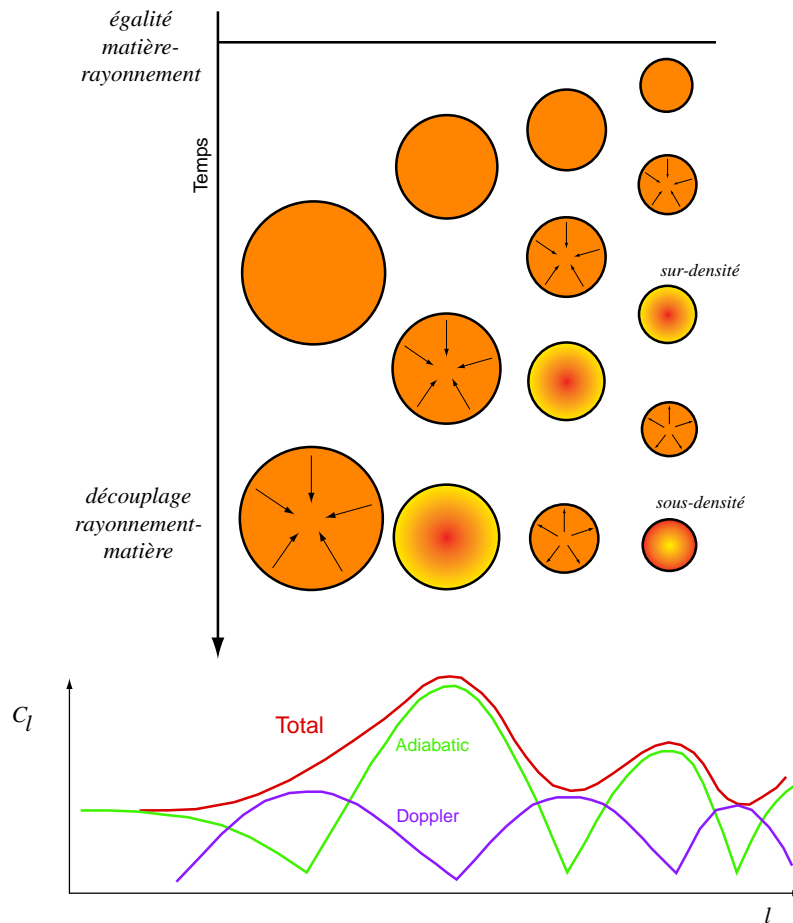 égalité
matière-
rayonnement
Temps
sur-densité
découplage
rayonnement-
matière
sous-densité
C_l
Total
Adiabatic
Doppler
l